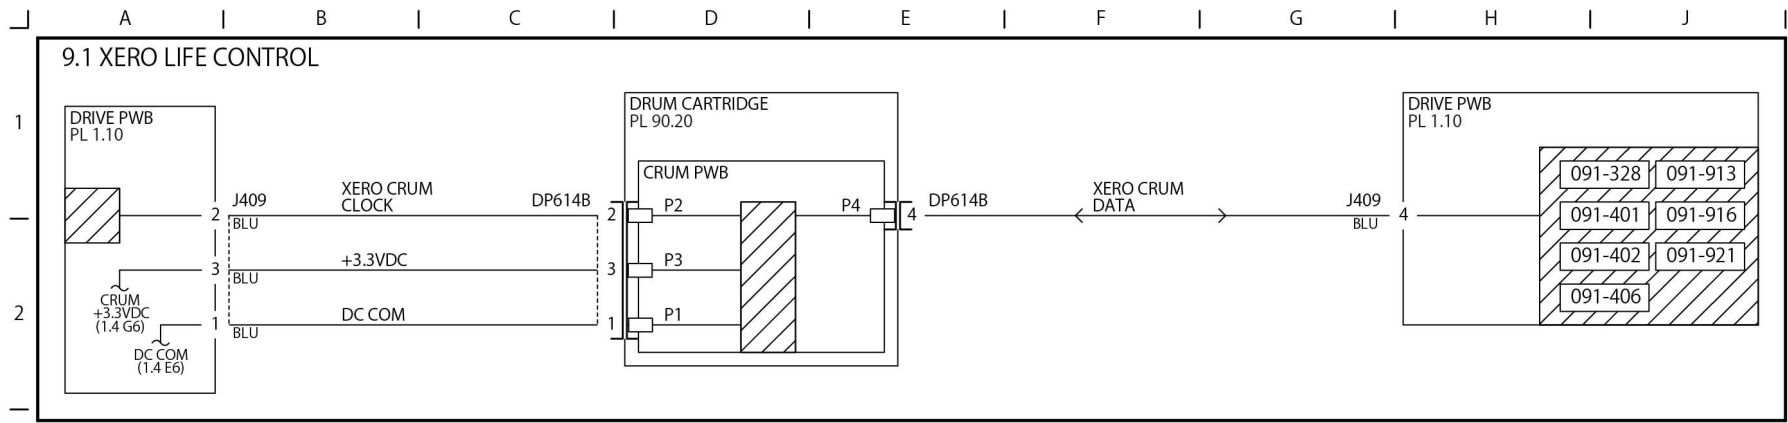 A B C D E F G H J
9.1 XERO LIFE CONTROL
1
2
DRIVE PWB
PL 1.10
2
3
1
CRUM
+3.3VDC
(1.4 G6)
DC COM
(1.4 E6)
J409
BLU
XERO CRUM
CLOCK
DP614B
BLU
+3.3VDC
BLU
DC COM
DRUM CARTRIDGE
PL 90.20
CRUM PWB
2
P2
3
P3
1
P1
P4
4
DP614B
XERO CRUM
DATA
J409
BLU
4
DRIVE PWB
PL 1.10
091-328 091-913
091-401 091-916
091-402 091-921
091-406